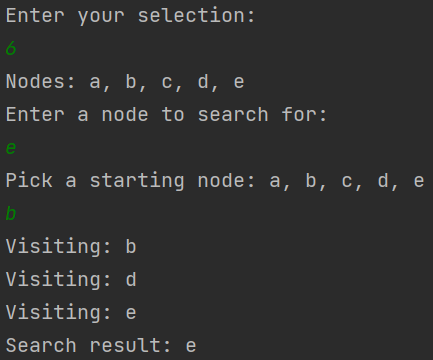 Enter your selection:
6
Nodes: a, b, c, d, e
Enter a node to search for:
e
Pick a starting node: a, b, c, d, e
b
Visiting: b
Visiting: d
Visiting: e
Search result: e